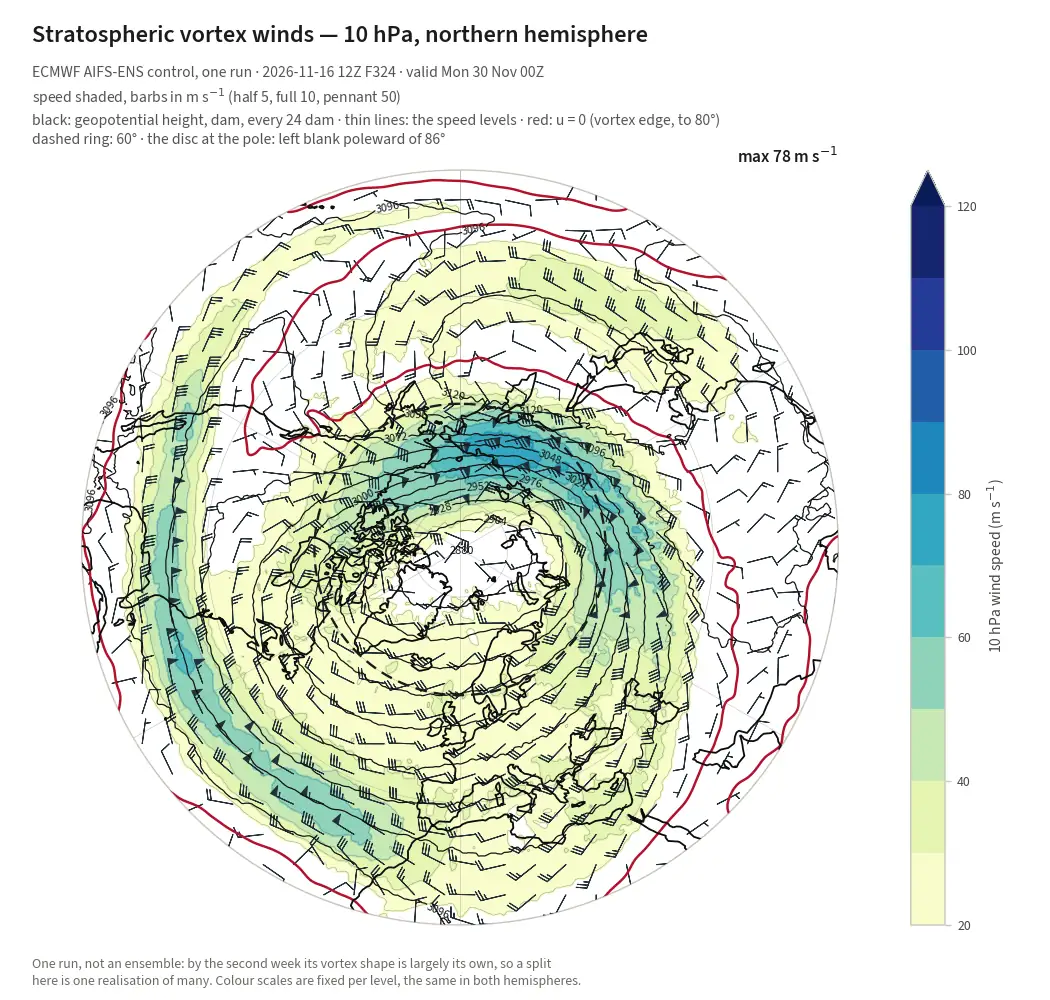 Stratospheric vortex winds — 10 hPa, northern hemisphere
ECMWF AIFS-ENS control, one run · 2026-11-16 12Z F324 · valid Mon 30 Nov 00Z
speed shaded, barbs in m s⁻¹ (half 5, full 10, pennant 50)
black: geopotential height, dam, every 24 dam · thin lines: the speed levels · red: u = 0 (vortex edge, to 80°)
dashed ring: 60° · the disc at the pole: left blank poleward of 86°
max 78 m s⁻¹
120
100
80
60
40
20
10 hPa wind speed (m s⁻¹)
3096
3096
3096
3120
3120
3072
3096
3048
3000
2952
2976
2880
3096
3096
One run, not an ensemble: by the second week its vortex shape is largely its own, so a split
here is one realisation of many. Colour scales are fixed per level, the same in both hemispheres.